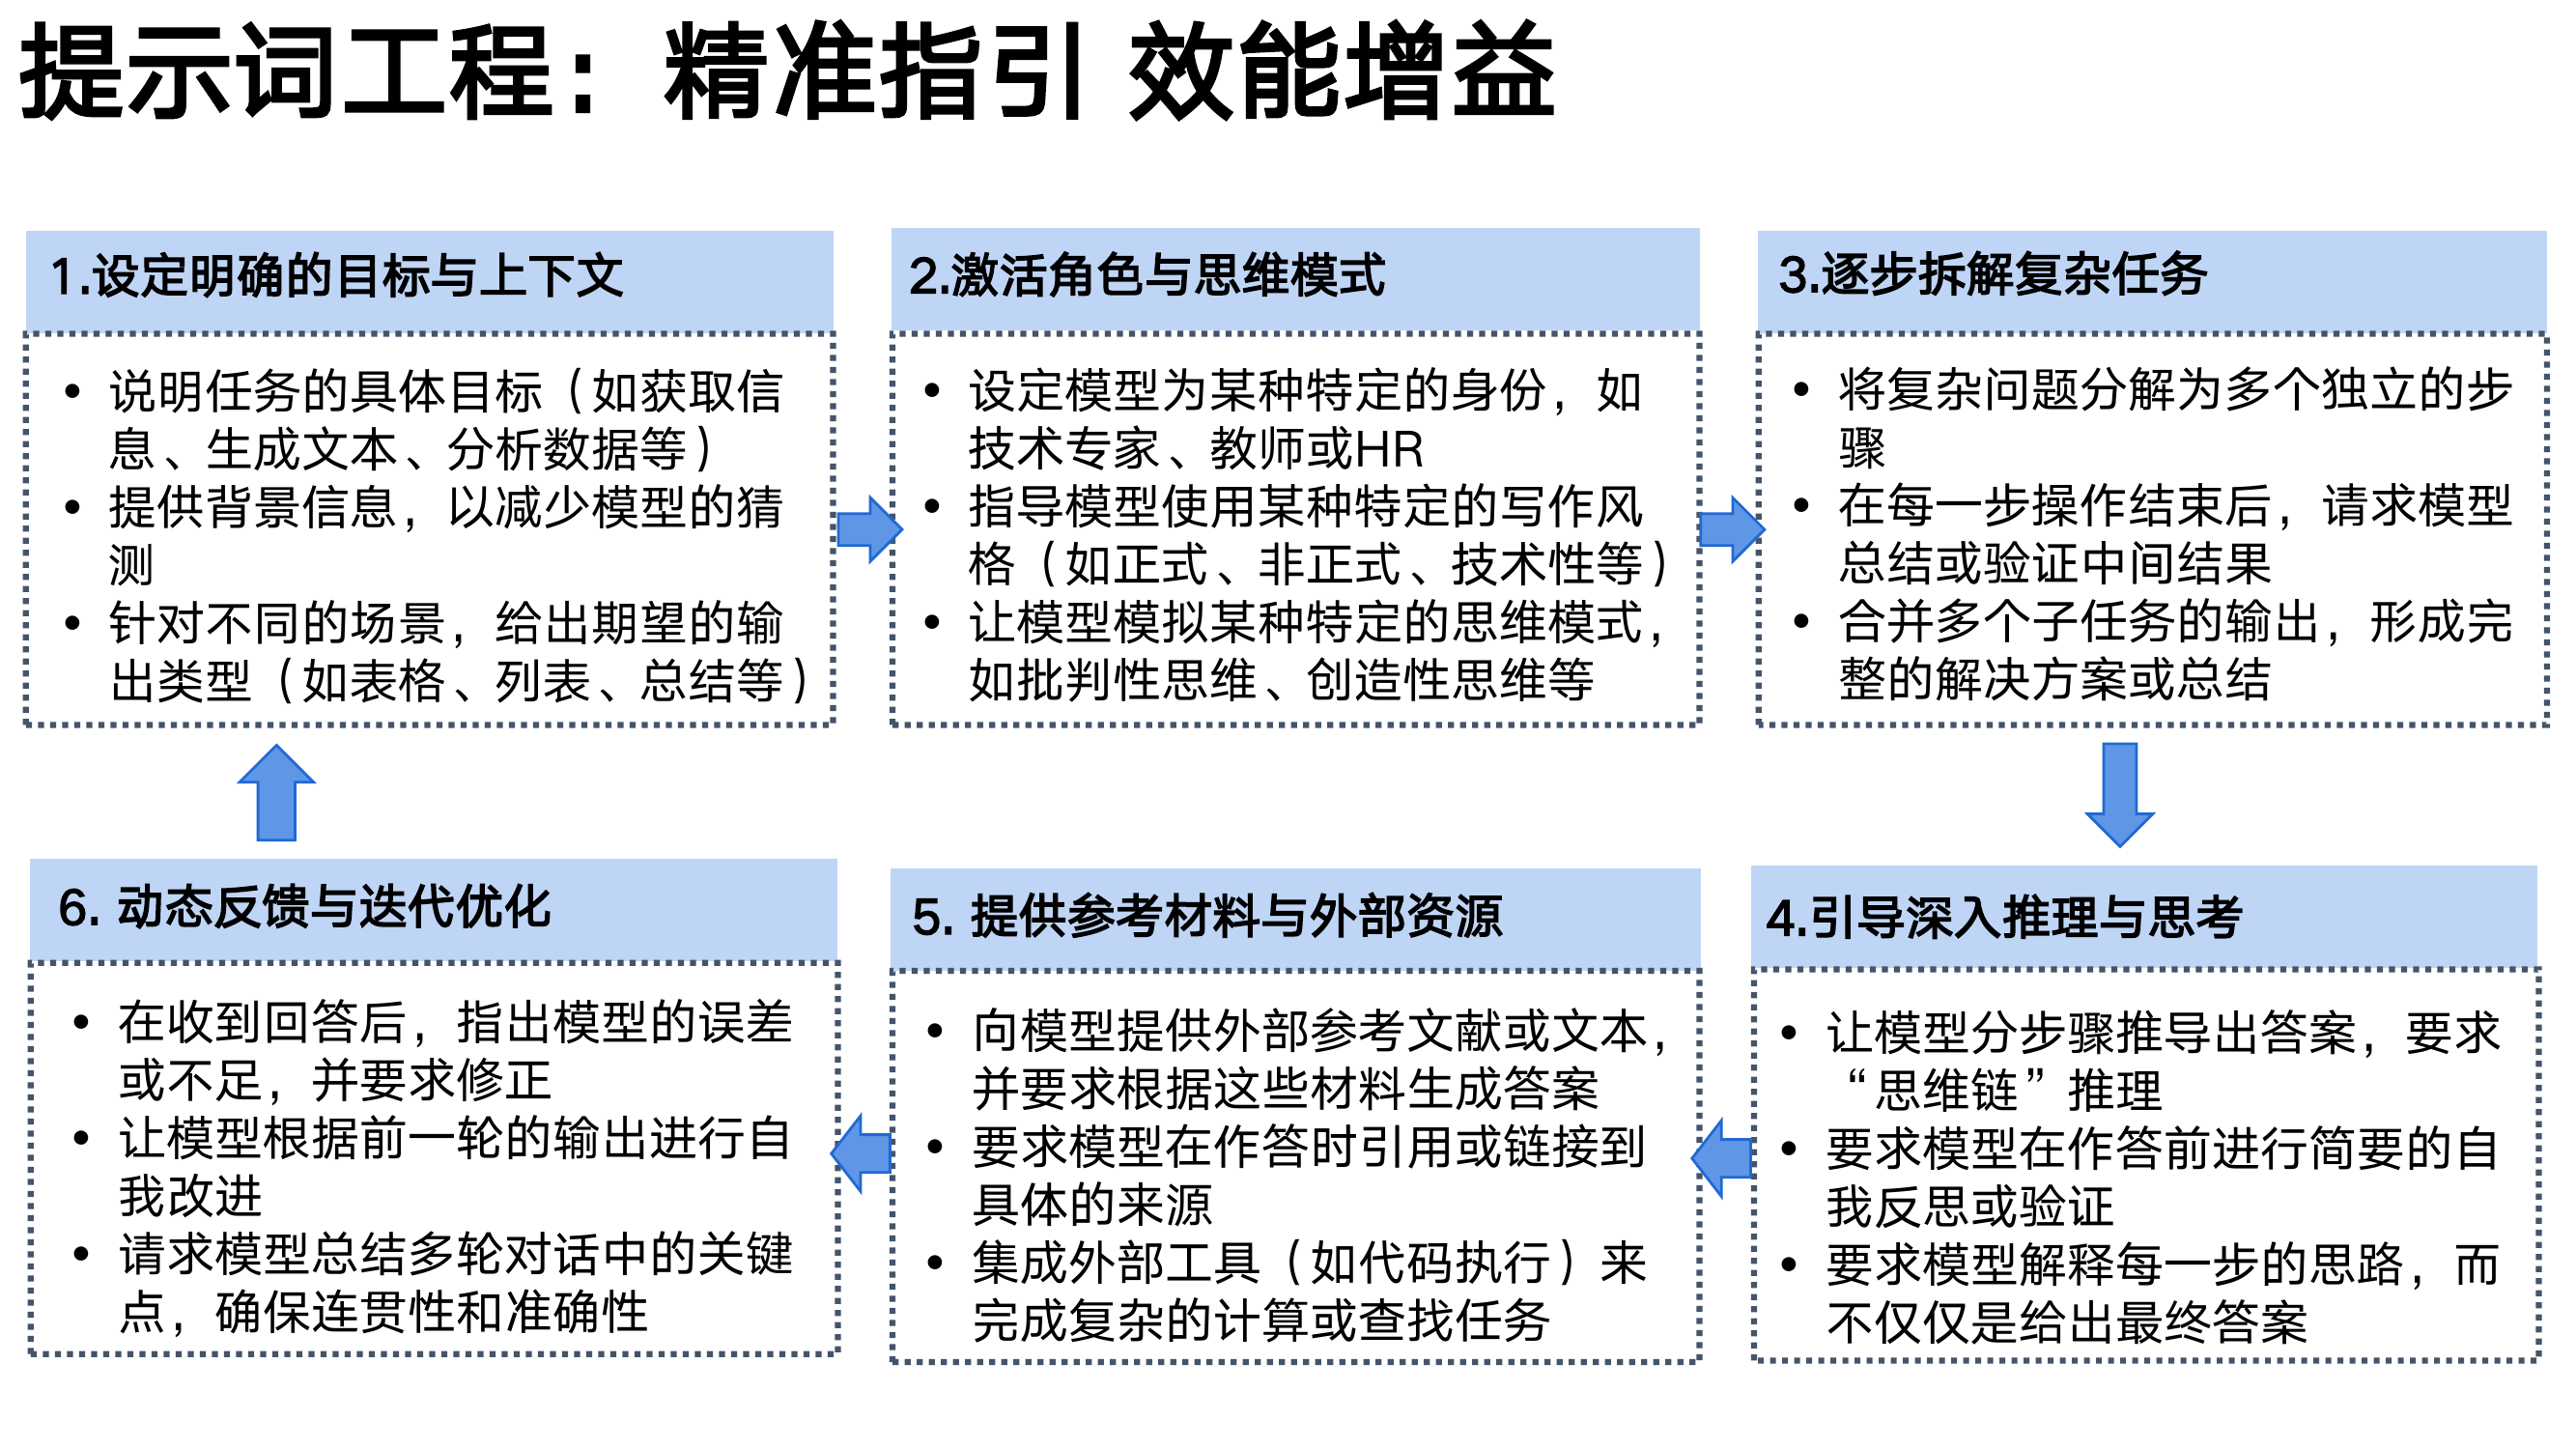 提示词工程：精准指引 效能增益
1.设定明确的目标与上下文
• 说明任务的具体目标（如获取信
息、生成文本、分析数据等）
• 提供背景信息，以减少模型的猜
测
• 针对不同的场景，给出期望的输
出类型（如表格、列表、总结等）
2.激活角色与思维模式
• 设定模型为某种特定的身份，如
技术专家、教师或HR
• 指导模型使用某种特定的写作风
格（如正式、非正式、技术性等）
• 让模型模拟某种特定的思维模式，
如批判性思维、创造性思维等
3.逐步拆解复杂任务
• 将复杂问题分解为多个独立的步
骤
• 在每一步操作结束后，请求模型
总结或验证中间结果
• 合并多个子任务的输出，形成完
整的解决方案或总结
4.引导深入推理与思考
• 让模型分步骤推导出答案，要求
“思维链”推理
• 要求模型在作答前进行简要的自
我反思或验证
• 要求模型解释每一步的思路，而
不仅仅是给出最终答案
5. 提供参考材料与外部资源
• 向模型提供外部参考文献或文本，
并要求根据这些材料生成答案
• 要求模型在作答时引用或链接到
具体的来源
• 集成外部工具（如代码执行）来
完成复杂的计算或查找任务
6. 动态反馈与迭代优化
• 在收到回答后，指出模型的误差
或不足，并要求修正
• 让模型根据前一轮的输出进行自
我改进
• 请求模型总结多轮对话中的关键
点，确保连贯性和准确性